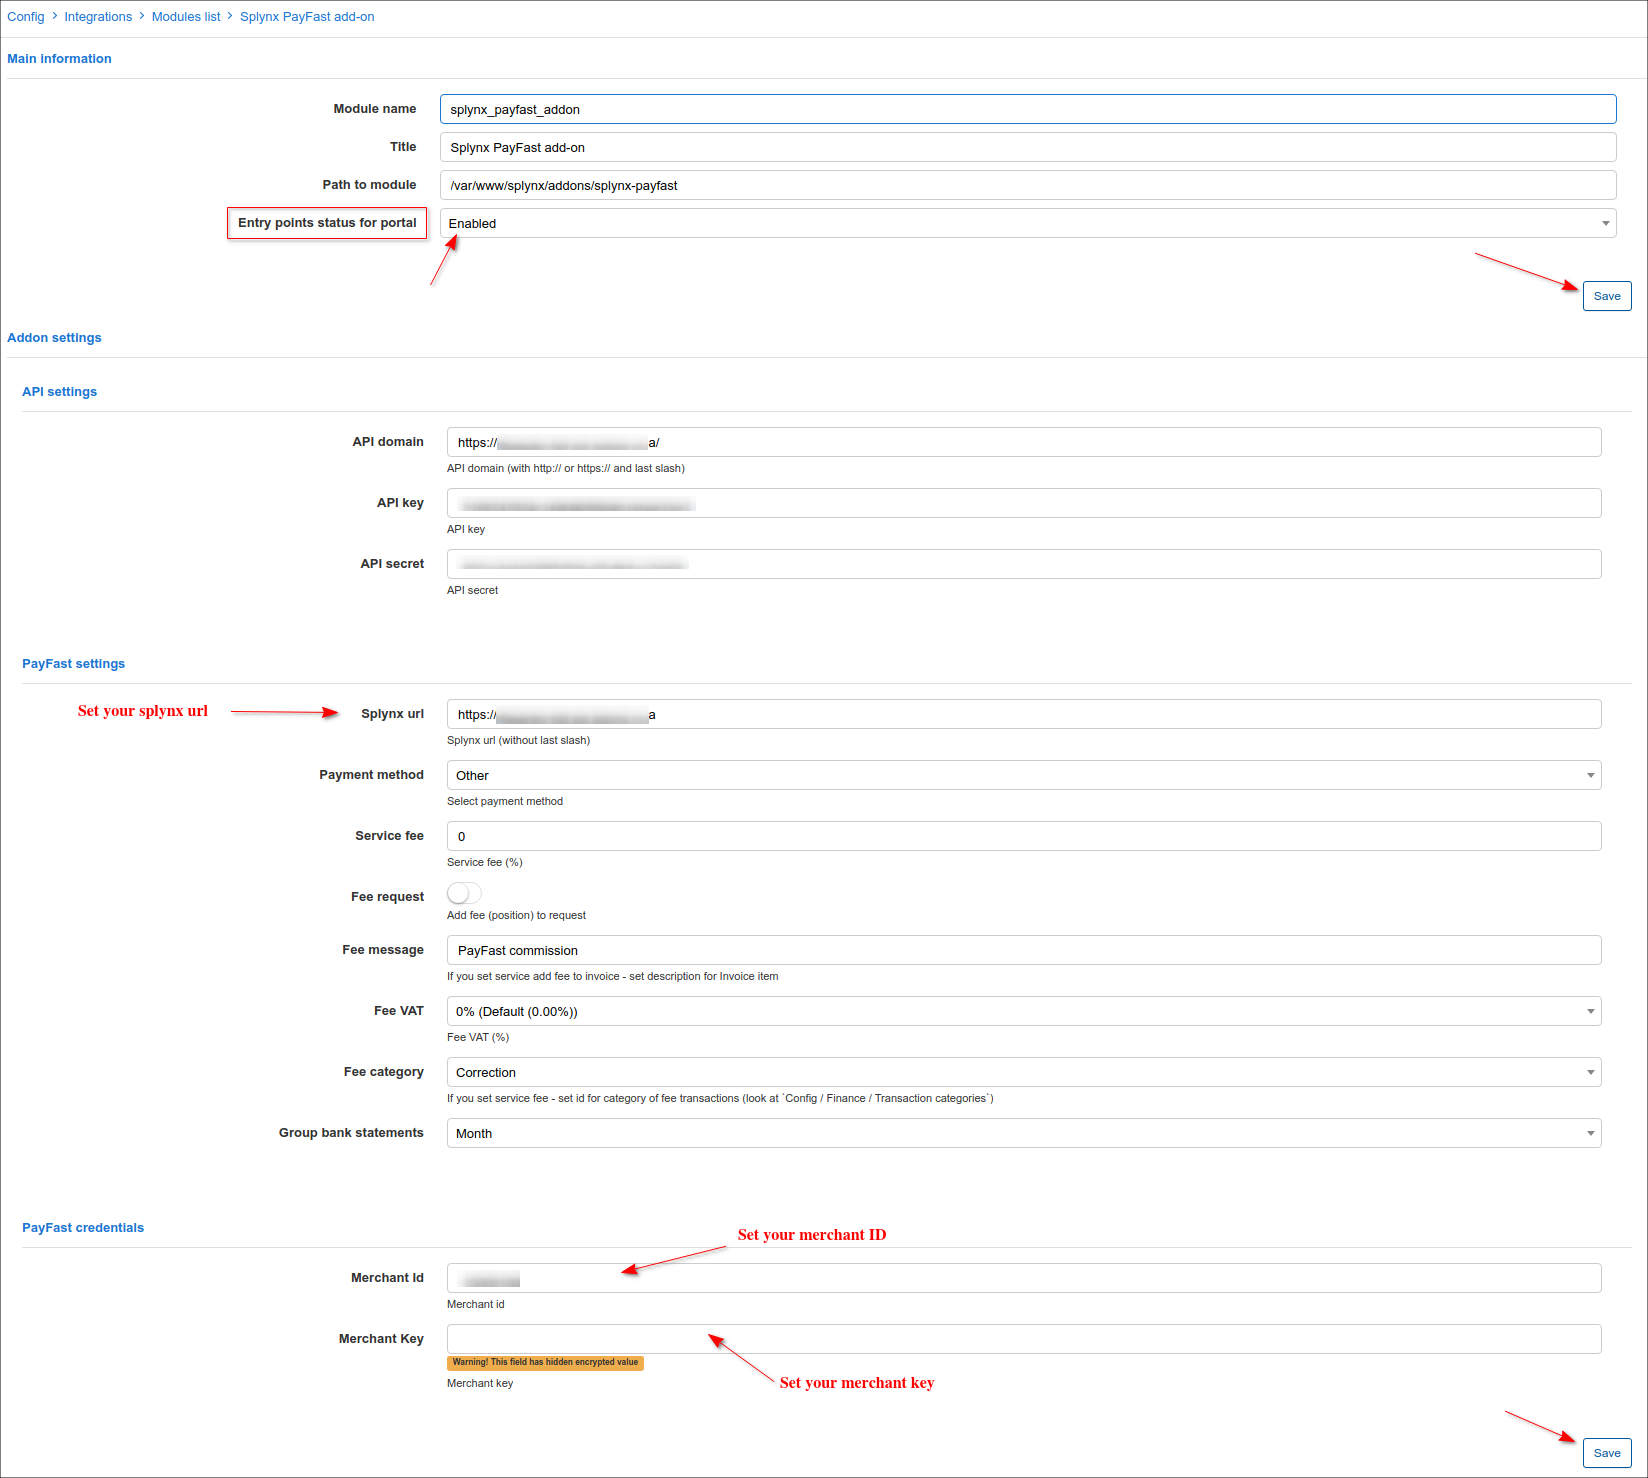 Config > Integrations > Modules list > Splynx PayFast add-on
Main information
Module name splynx_payfast_addon
Title Splynx PayFast add-on
Path to module /var/www/splynx/addons/splynx-payfast
Entry points status for portal Enabled
Save
Addon settings
API settings
API domain https:// a/
API domain (with http:// or https:// and last slash)
API key
API key
API secret
API secret
PayFast settings
Set your splynx url Splynx url https:// a
Splynx url (without last slash)
Payment method Other
Select payment method
Service fee 0
Service fee (%)
Fee request
Add fee (position) to request
Fee message PayFast commission
If you set service add fee to invoice - set description for Invoice item
Fee VAT 0% (Default (0.00%))
Fee VAT (%)
Fee category Correction
If you set service fee - set id for category of fee transactions (look at `Config / Finance / Transaction categories`)
Group bank statements Month
PayFast credentials
Set your merchant ID
Merchant Id
Merchant id
Merchant Key
Warning! This field has hidden encrypted value
Merchant key
Set your merchant key
Save